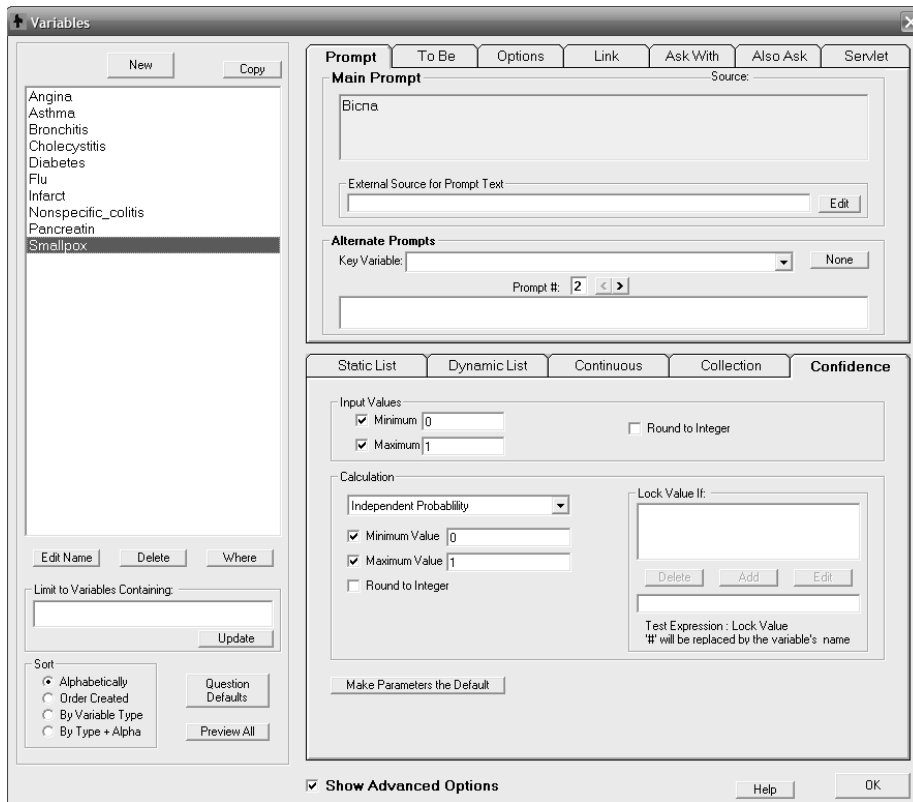 Variables
New
Copy
Angina
Asthma
Bronchitis
Cholecystitis
Diabetes
Flu
Infarct
Nonspecific_colitis
Pancreatin
Smallpox
Edit Name Delete Where
Limit to Variables Containing:
Update
Sort
Alphabetically
Order Created
By Variable Type
By Type + Alpha
Question Defaults
Preview All
Prompt To Be Options Link Ask With Also Ask Servlet
Main Prompt Source:
Віспа
External Source for Prompt Text
Edit
Alternate Prompts
Key Variable: None
Prompt #: 2 < >
Static List Dynamic List Continuous Collection Confidence
Input Values
Minimum 0
Maximum 1
Round to Integer
Calculation
Independent Probablility
Minimum Value 0
Maximum Value 1
Round to Integer
Lock Value If:
Delete Add Edit
Test Expression : Lock Value
'#' will be replaced by the variable's name
Make Parameters the Default
Show Advanced Options
Help OK